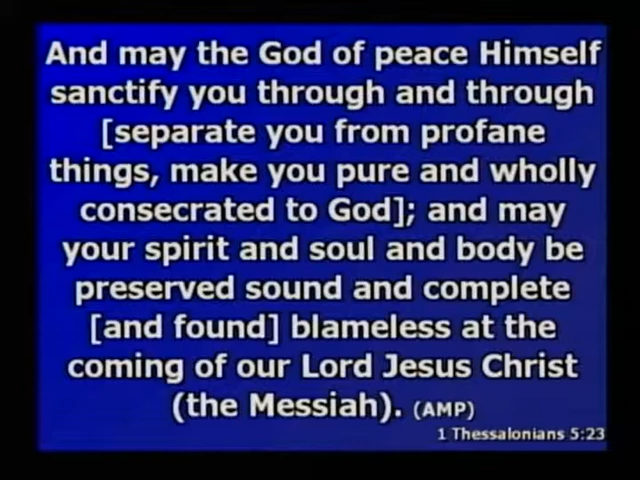 And may the God of peace Himself
sanctify you through and through
[separate you from profane
things, make you pure and wholly
consecrated to God]; and may
your spirit and soul and body be
preserved sound and complete
[and found] blameless at the
coming of our Lord Jesus Christ
(the Messiah). (AMP)
1 Thessalonians 5:23